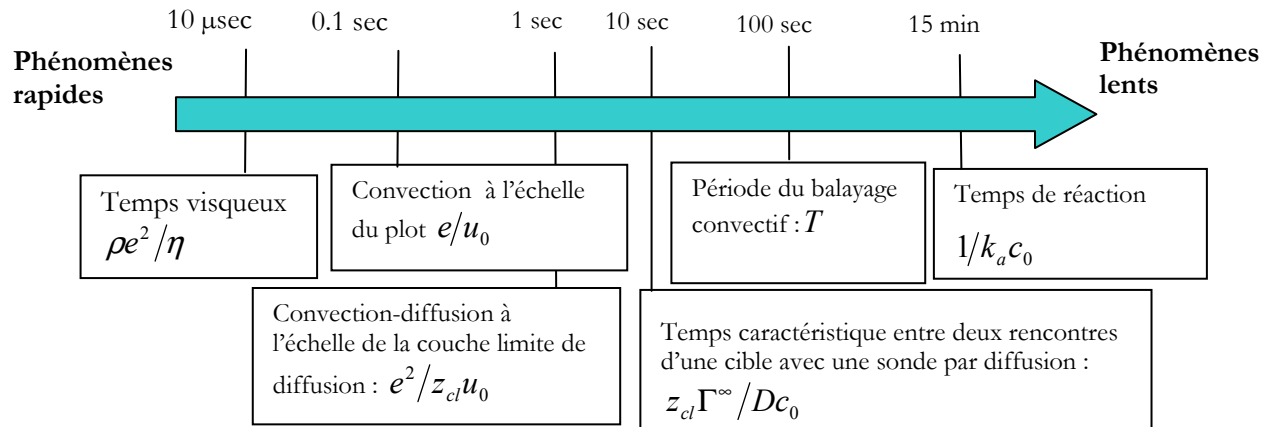 10 μsec
0.1 sec
1 sec
10 sec
100 sec
15 min
Phénomènes
rapides
Phénomènes
lents
Temps visqueux
ρe²/η
Convection à l'échelle
du plot e/u₀
Période du balayage
convectif : T
Temps de réaction
1/kₐc₀
Convection-diffusion à
l'échelle de la couche limite de
diffusion : e²/z_cl u₀
Temps caractéristique entre deux rencontres
d'une cible avec une sonde par diffusion :
z_cl Γ^∞/Dc₀